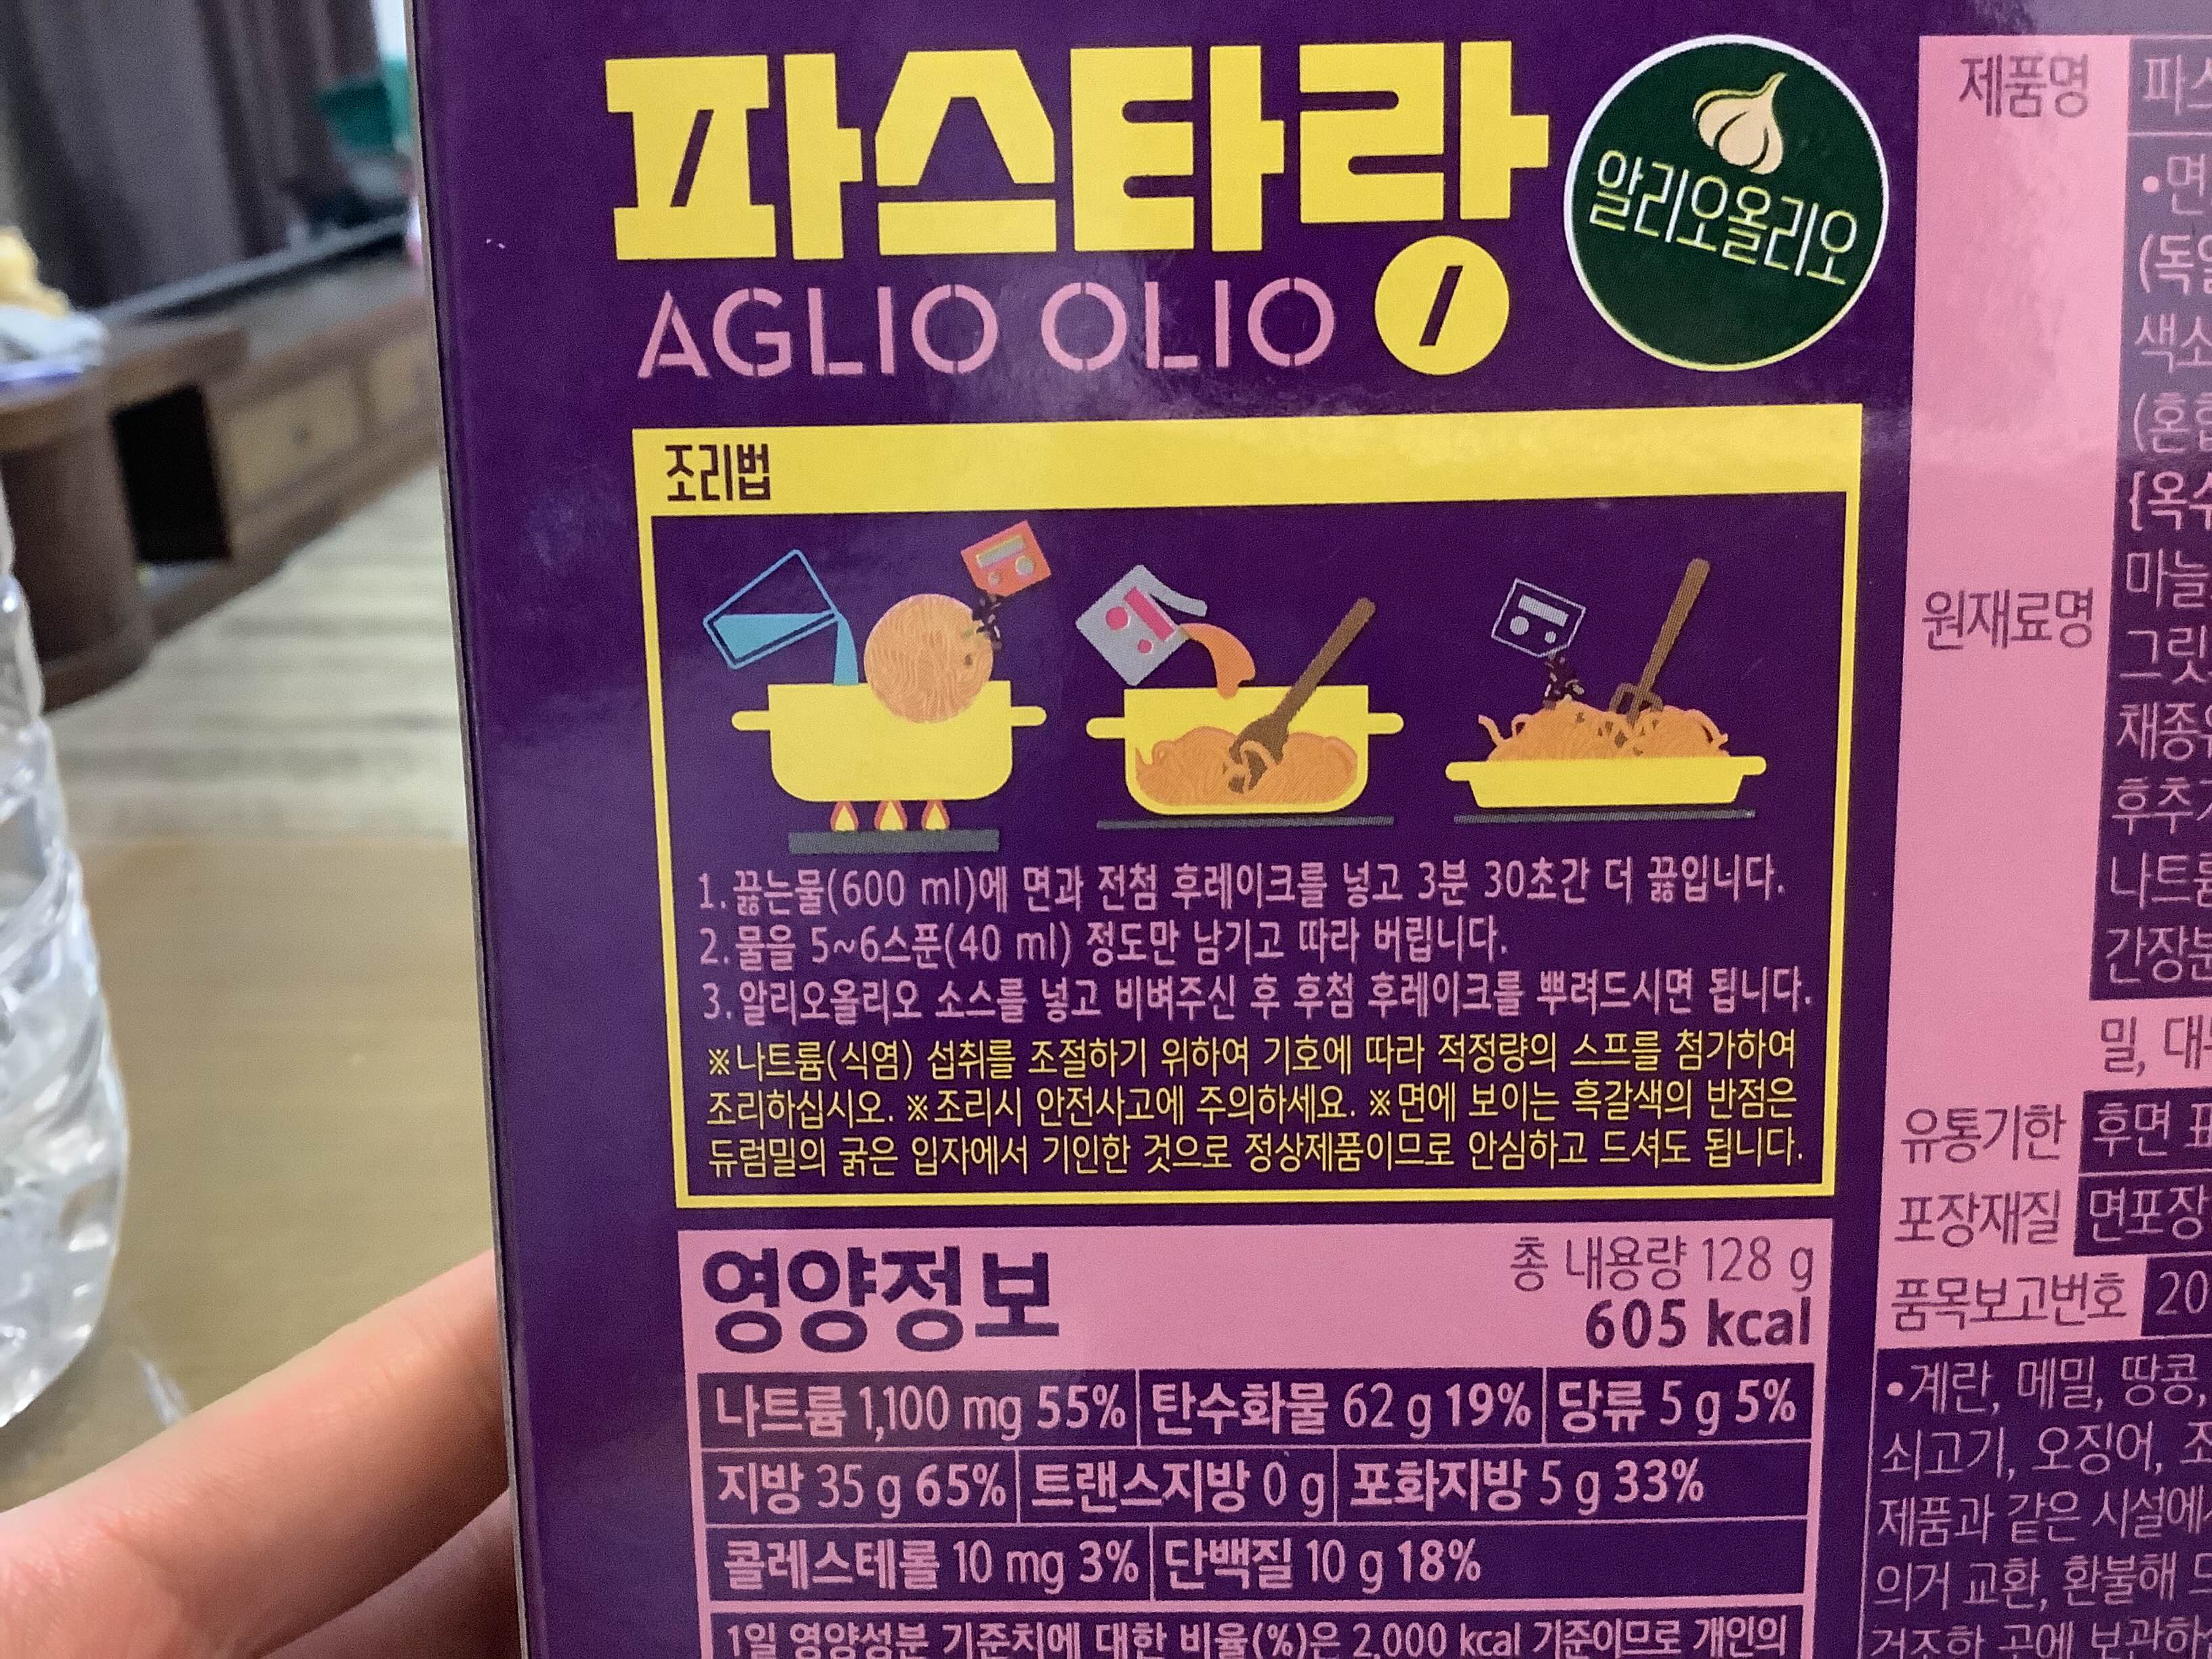 파스타랑
알리오올리오
AGLIO OLIO
조리법
1. 끓는물(600 ml)에 면과 전첨 후레이크를 넣고 3분 30초간 더 끓입니다.
2. 물을 5~6스푼(40 ml) 정도만 남기고 따라 버립니다.
3. 알리오올리오 소스를 넣고 비벼주신 후 후첨 후레이크를 뿌려드시면 됩니다.
※나트륨(식염) 섭취를 조절하기 위하여 기호에 따라 적정량의 스프를 첨가하여
조리하십시오. ※조리시 안전사고에 주의하세요. ※면에 보이는 흑갈색의 반점은
듀럼밀의 굵은 입자에서 기인한 것으로 정상제품이므로 안심하고 드셔도 됩니다.
영양정보
총 내용량 128 g
605 kcal
나트륨 1,100 mg 55% 탄수화물 62 g 19% 당류 5 g 5%
지방 35 g 65% 트랜스지방 0 g 포화지방 5 g 33%
콜레스테롤 10 mg 3% 단백질 10 g 18%
1일 영양성분 기준치에 대한 비율(%)은 2,000 kcal 기준이므로 개인의
제품명
•면
원재료명
마늘
나트륨
밀,
유통기한 후면
포장재질 면포장
품목보고번호 20
•계란, 메밀, 땅콩,
쇠고기, 오징어,
제품과 같은 시설에
의거 교환, 환불해
건조한 곳에 보관하